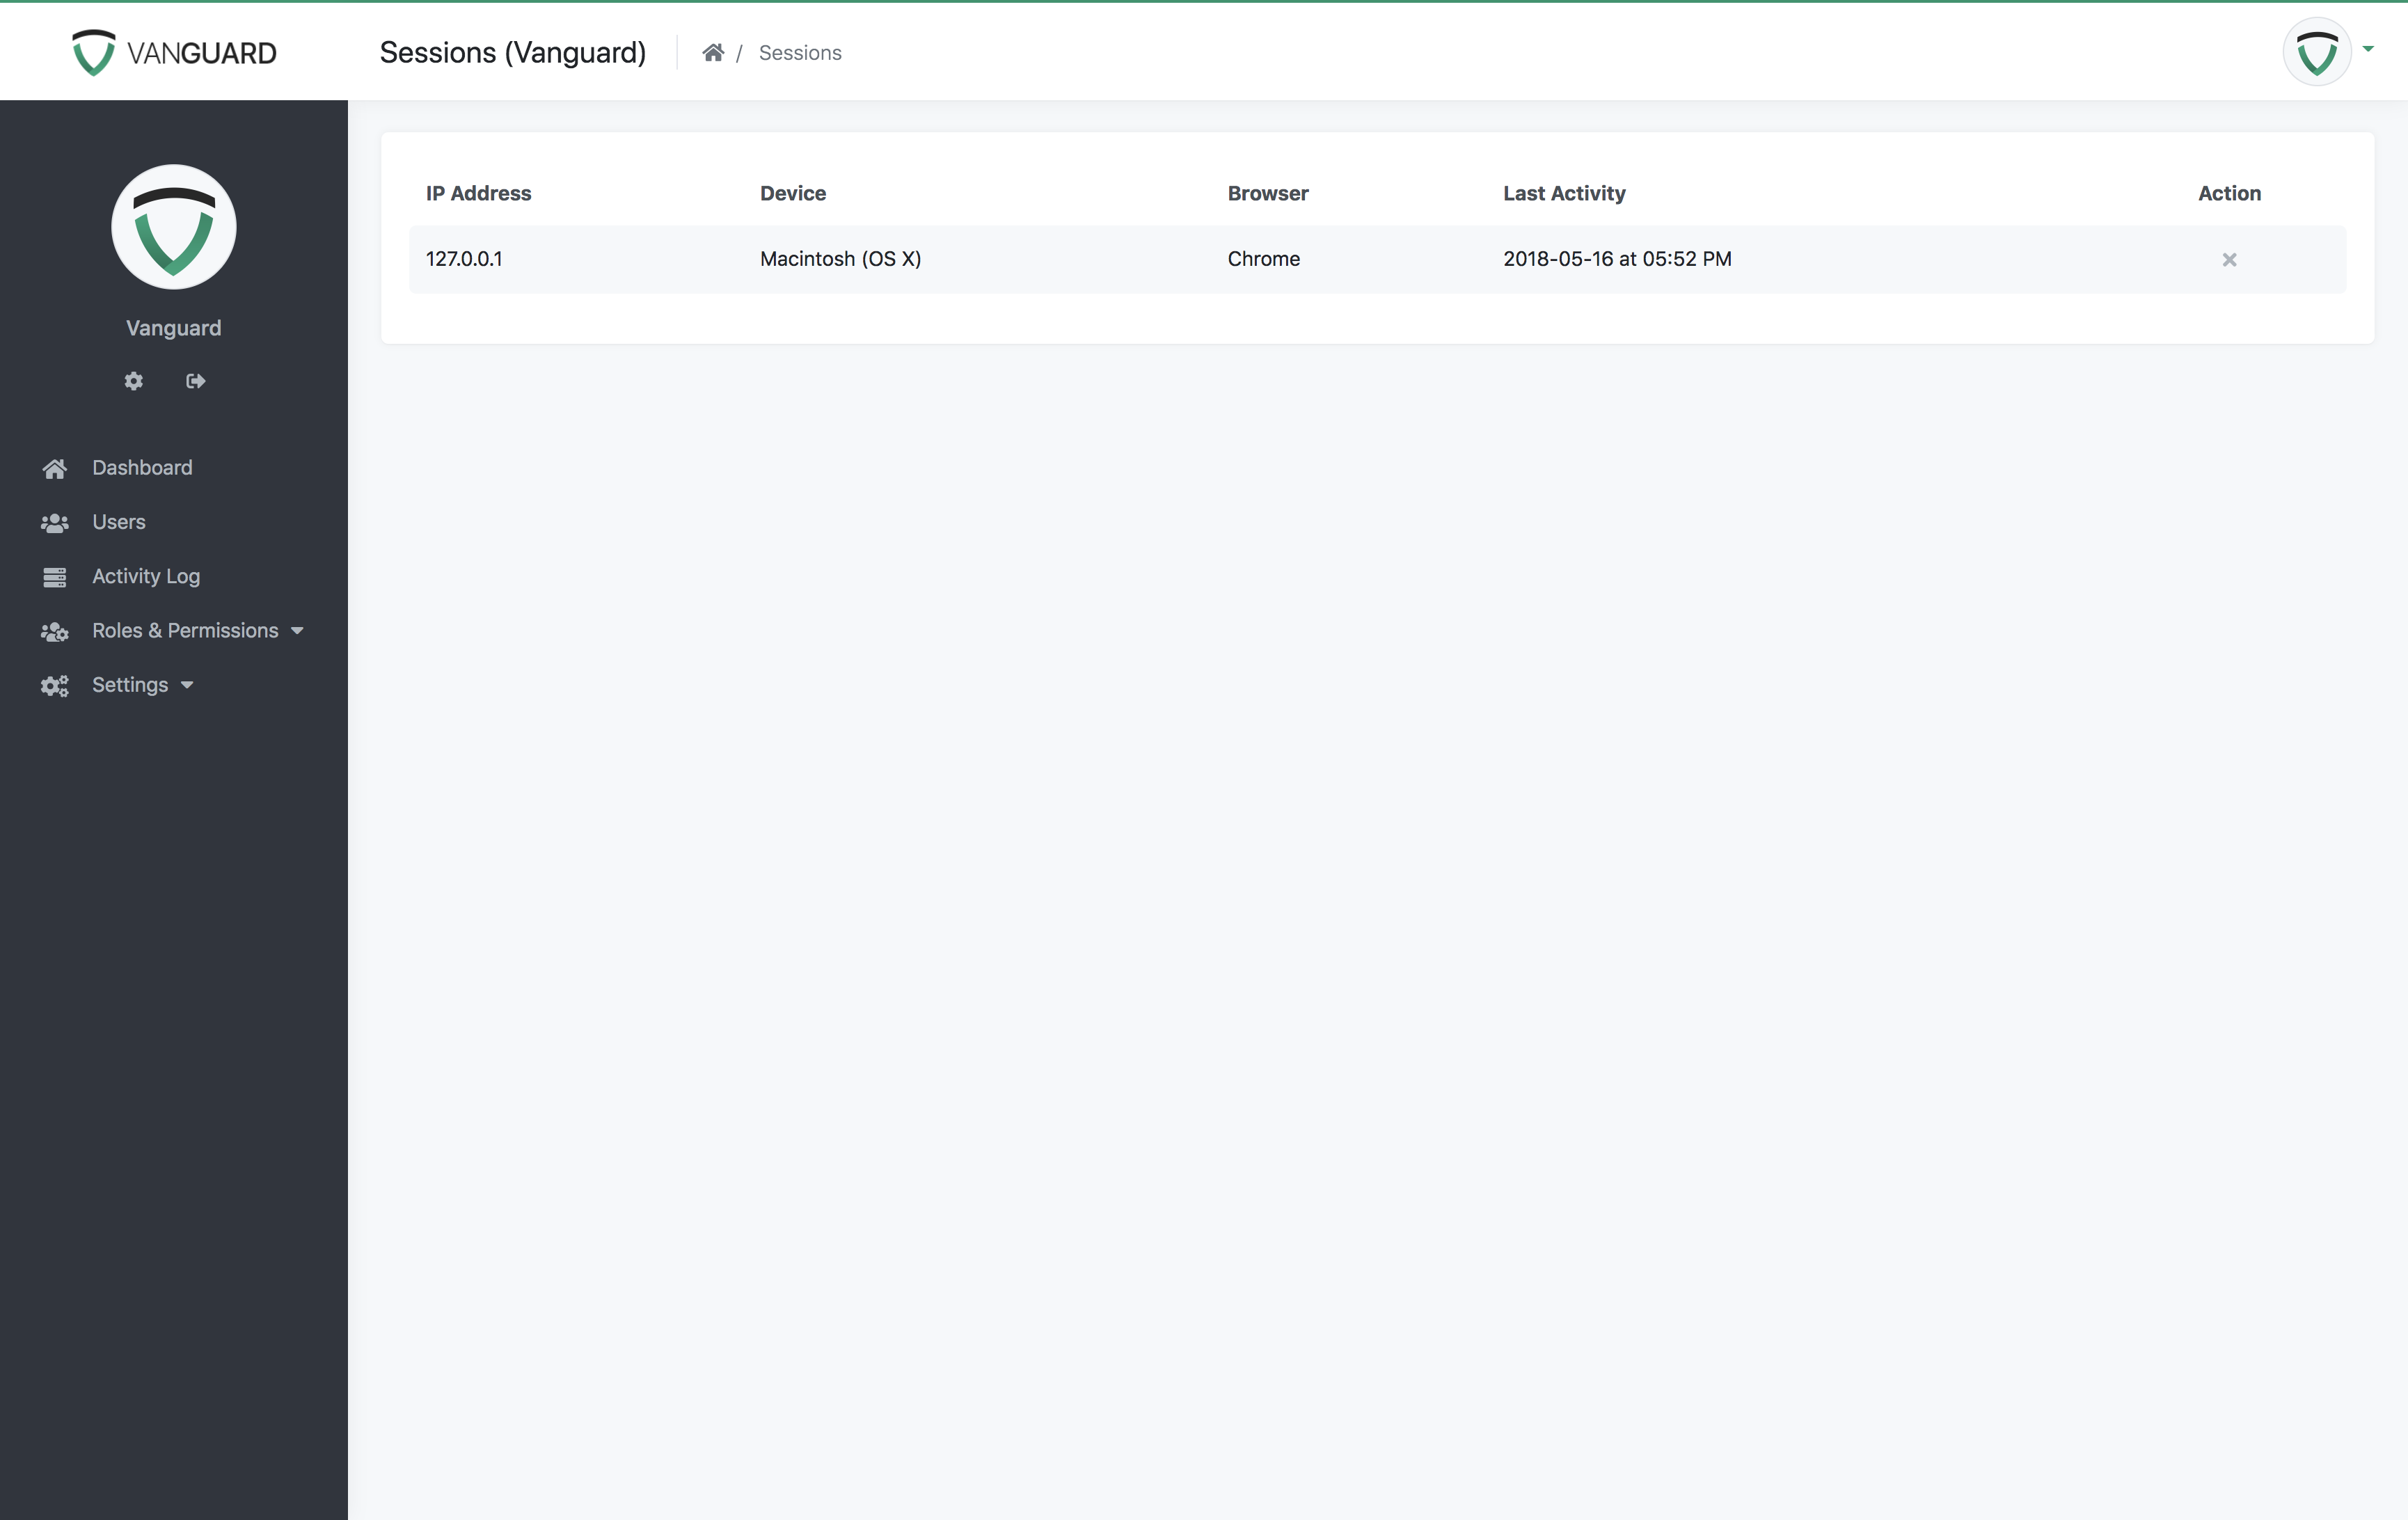 VANGUARD
Sessions (Vanguard)
/ Sessions
IP Address Device Browser Last Activity Action
127.0.0.1 Macintosh (OS X) Chrome 2018-05-16 at 05:52 PM
Vanguard
Dashboard
Users
Activity Log
Roles & Permissions
Settings